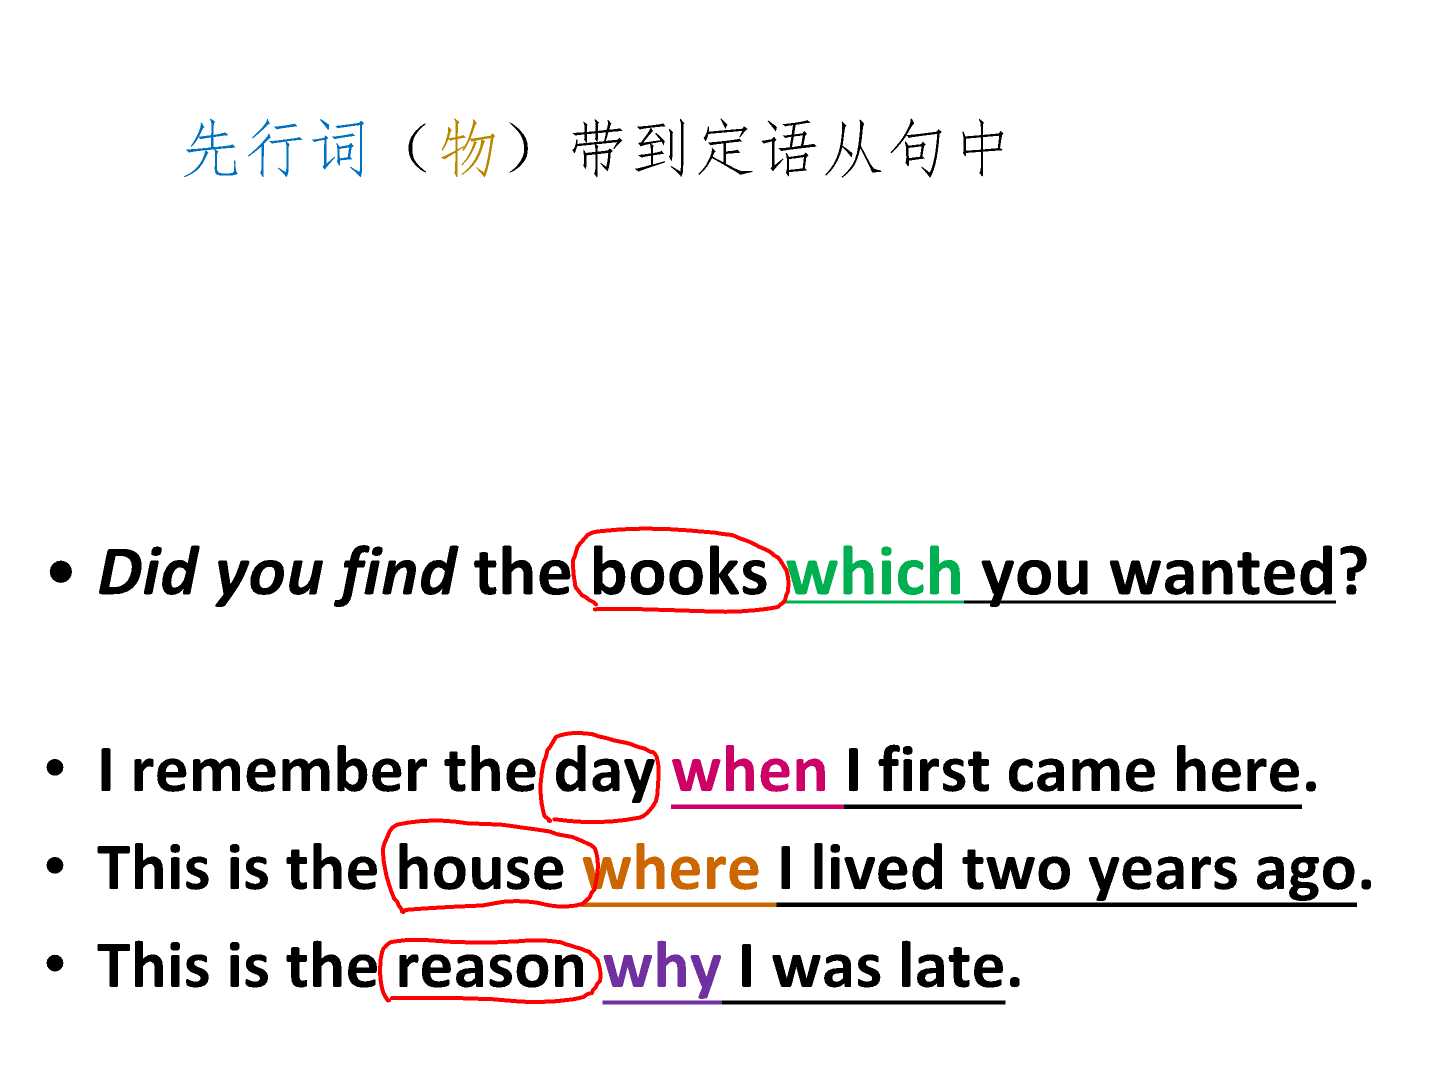 先行词（物）带到定语从句中
• Did you find the books which you wanted?
• I remember the day when I first came here.
• This is the house where I lived two years ago.
• This is the reason why I was late.